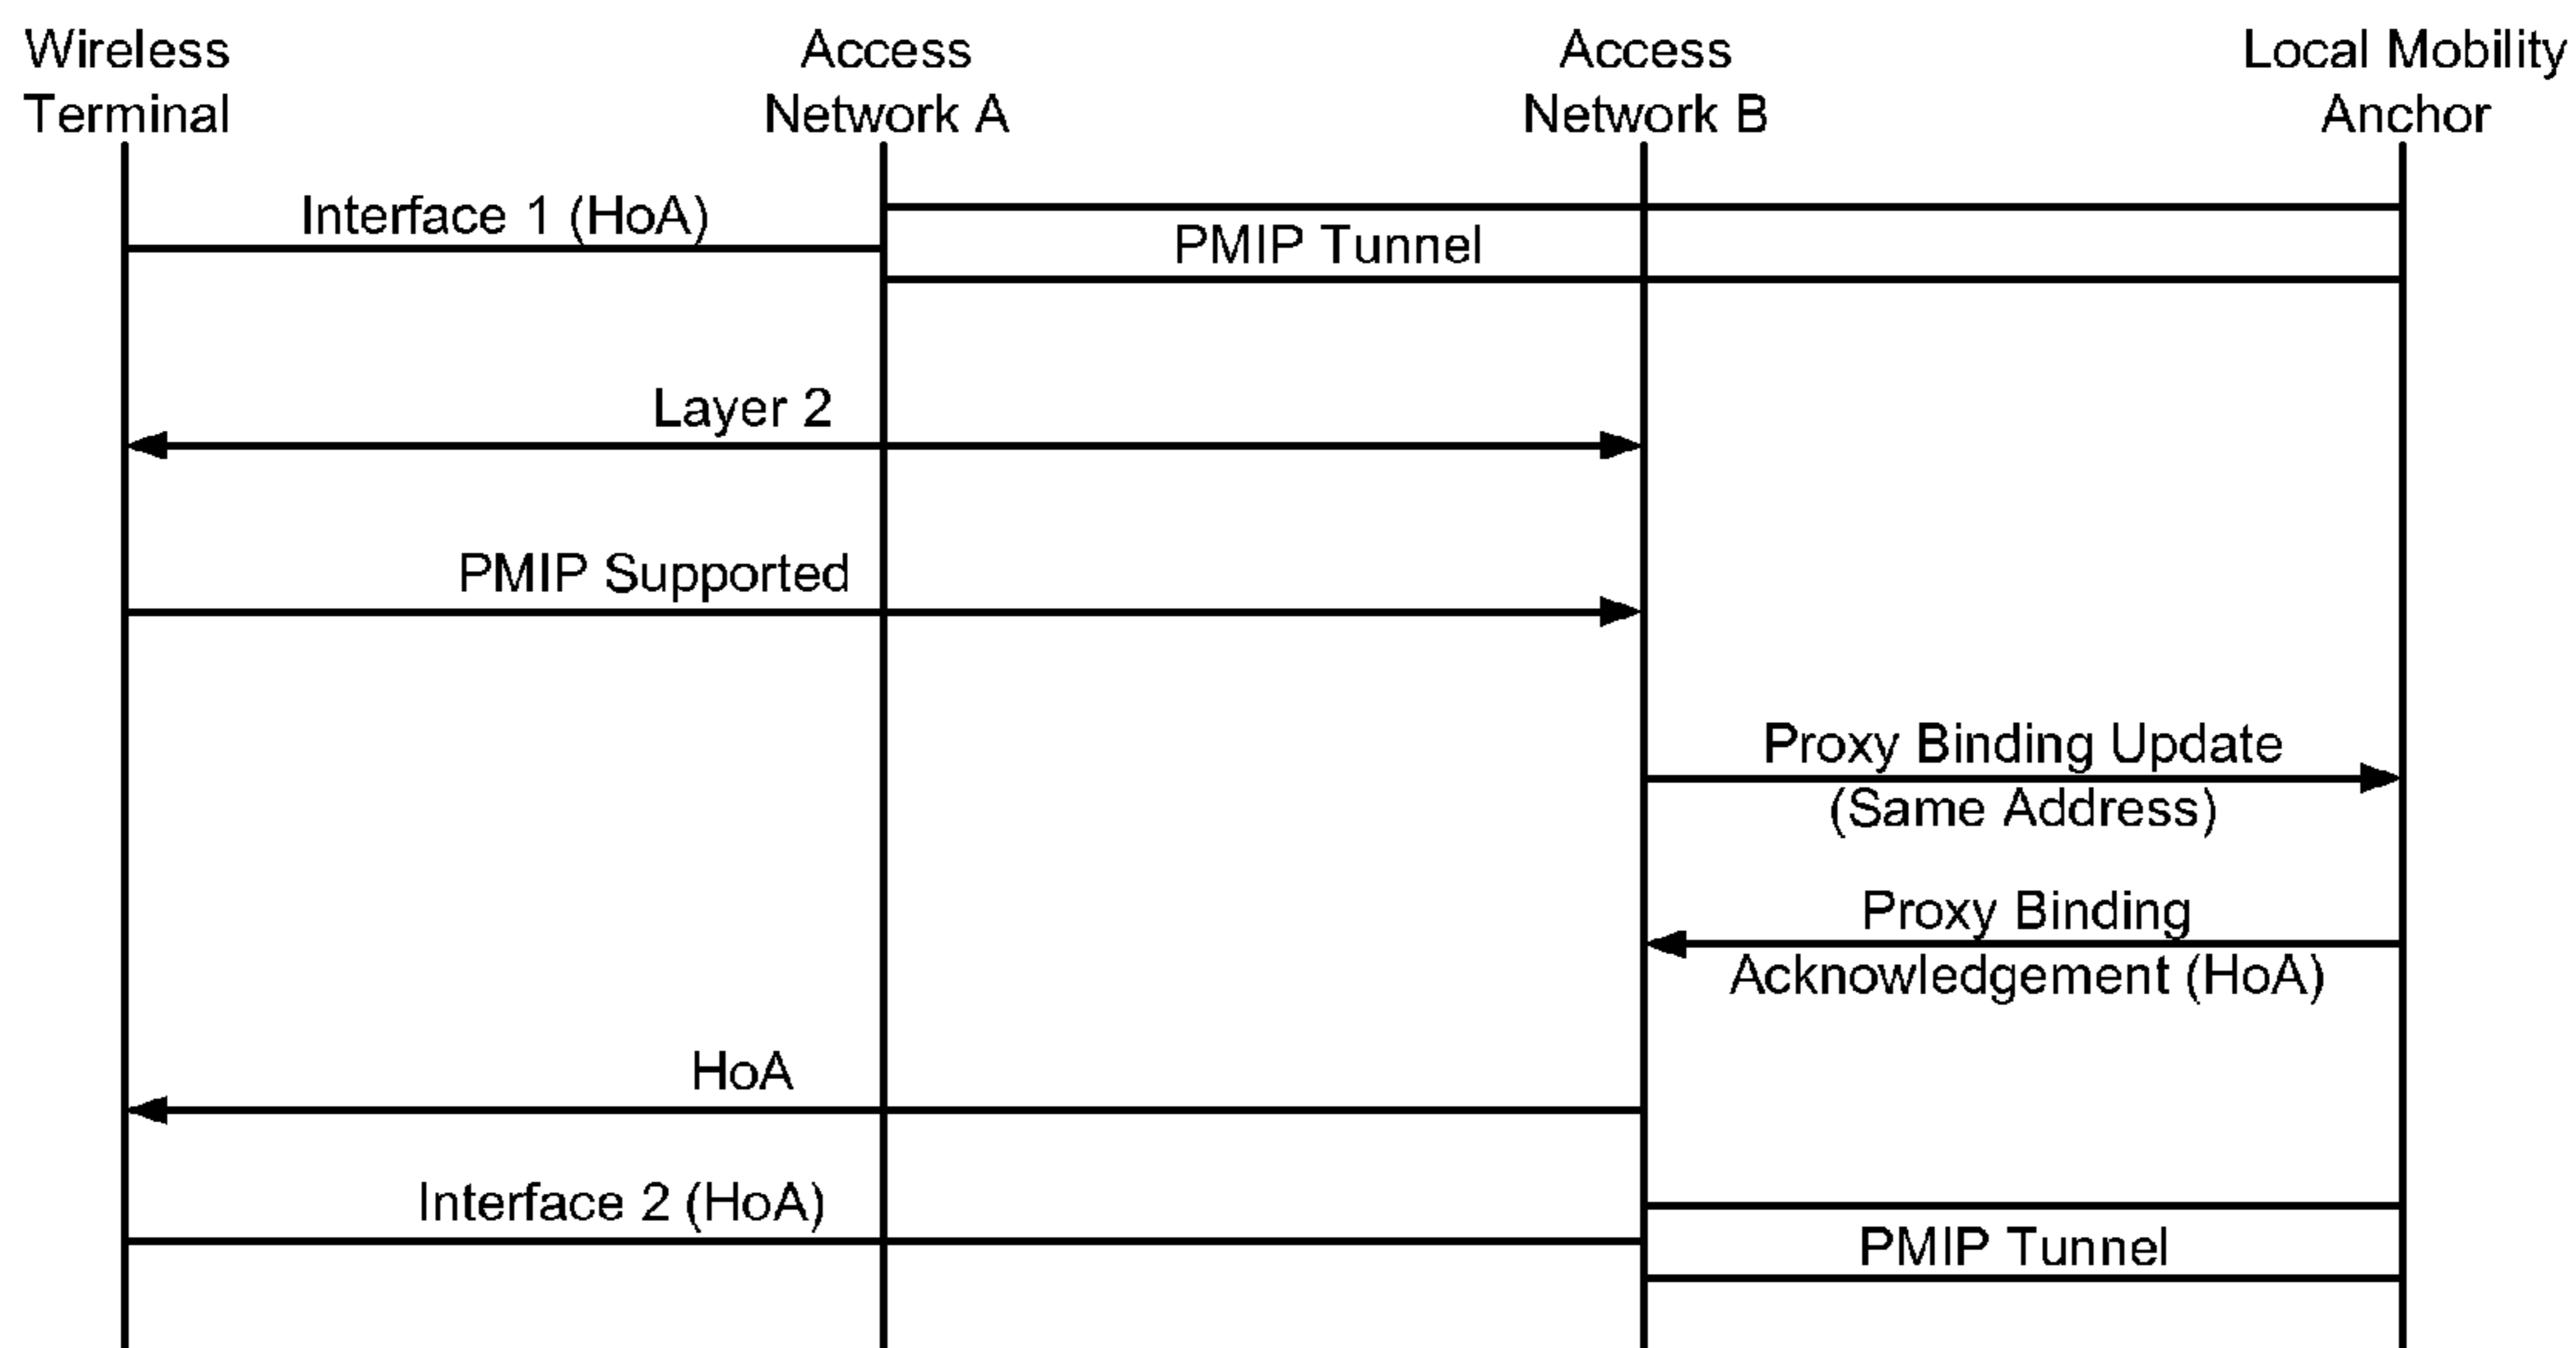 Wireless
Terminal
Access
Network A
Access
Network B
Local Mobility
Anchor
Interface 1 (HoA)
PMIP Tunnel
Layer 2
PMIP Supported
Proxy Binding Update
(Same Address)
Proxy Binding
Acknowledgement (HoA)
HoA
Interface 2 (HoA)
PMIP Tunnel